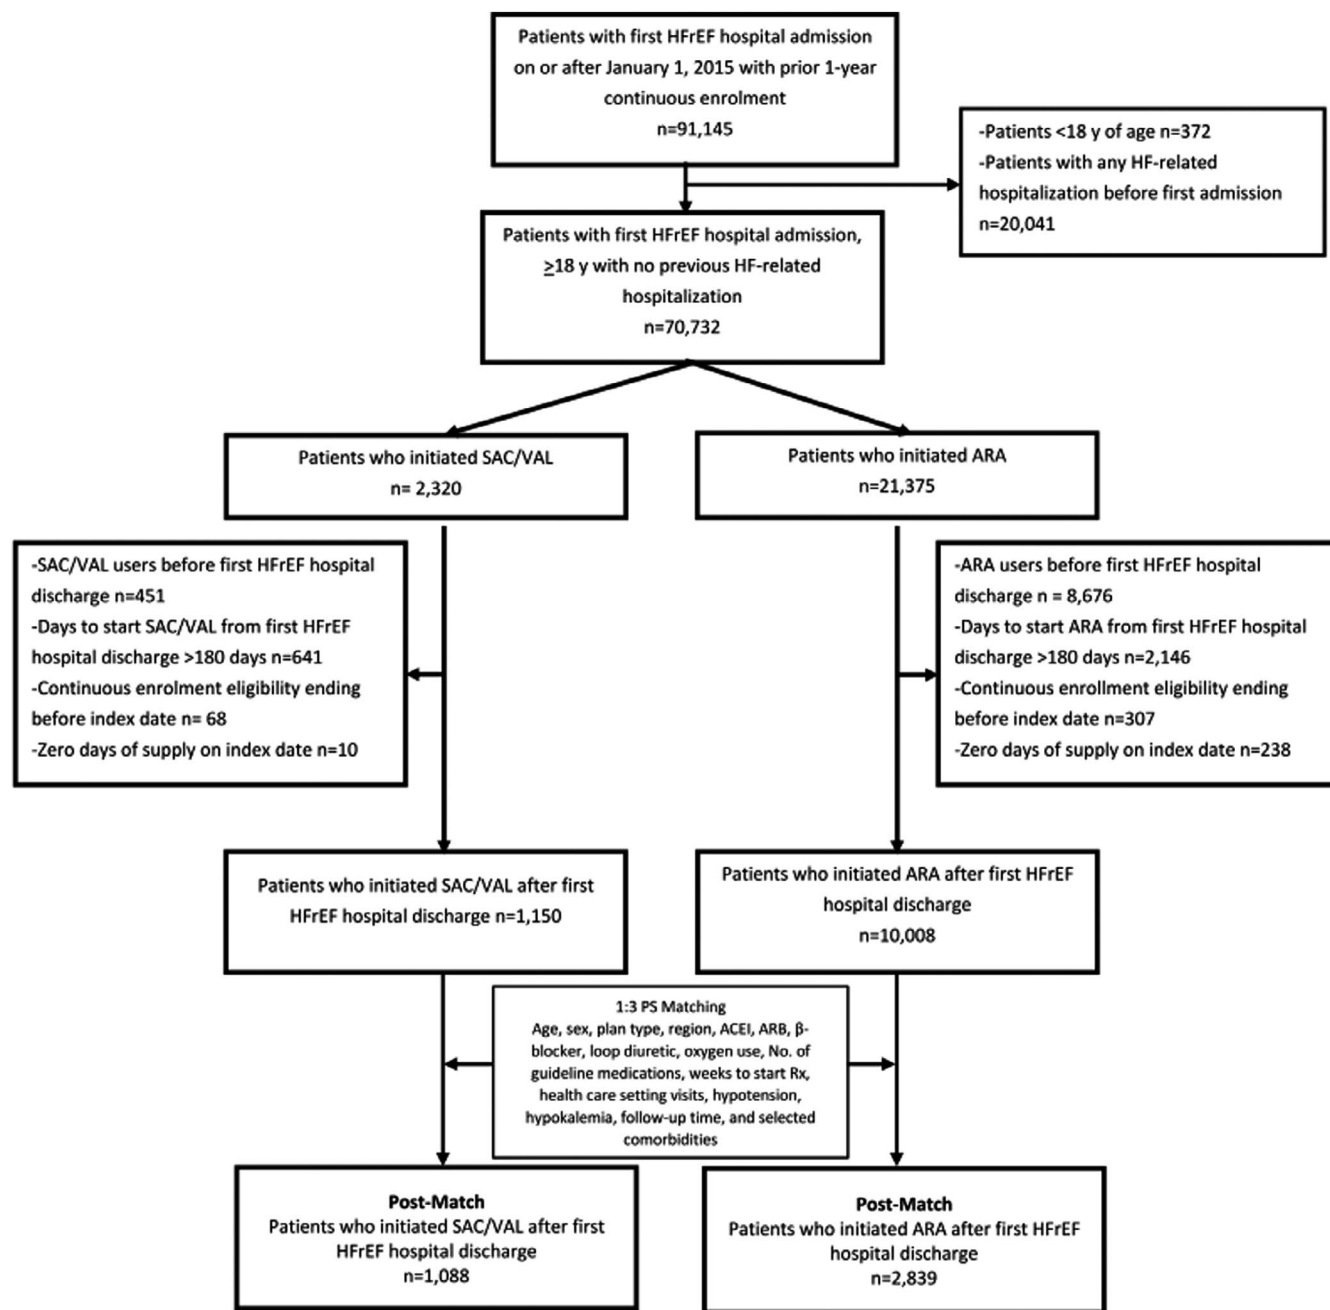 Patients with first HFrEF hospital admission
on or after January 1, 2015 with prior 1-year
continuous enrolment
n=91,145
-Patients <18 y of age n=372
-Patients with any HF-related
hospitalization before first admission
n=20,041
Patients with first HFrEF hospital admission,
≥18 y with no previous HF-related
hospitalization
n=70,732
Patients who initiated SAC/VAL
n= 2,320
Patients who initiated ARA
n=21,375
-SAC/VAL users before first HFrEF hospital
discharge n=451
-Days to start SAC/VAL from first HFrEF
hospital discharge >180 days n=641
-Continuous enrolment eligibility ending
before index date n= 68
-Zero days of supply on index date n=10
-ARA users before first HFrEF hospital
discharge n = 8,676
-Days to start ARA from first HFrEF hospital
discharge >180 days n=2,146
-Continuous enrollment eligibility ending
before index date n=307
-Zero days of supply on index date n=238
Patients who initiated SAC/VAL after first
HFrEF hospital discharge n=1,150
Patients who initiated ARA after first HFrEF
hospital discharge
n=10,008
1:3 PS Matching
Age, sex, plan type, region, ACEI, ARB, β-
blocker, loop diuretic, oxygen use, No. of
guideline medications, weeks to start Rx,
health care setting visits, hypotension,
hypokalemia, follow-up time, and selected
comorbidities
Post-Match
Patients who initiated SAC/VAL after first
HFrEF hospital discharge
n=1,088
Post-Match
Patients who initiated ARA after first HFrEF
hospital discharge
n=2,839